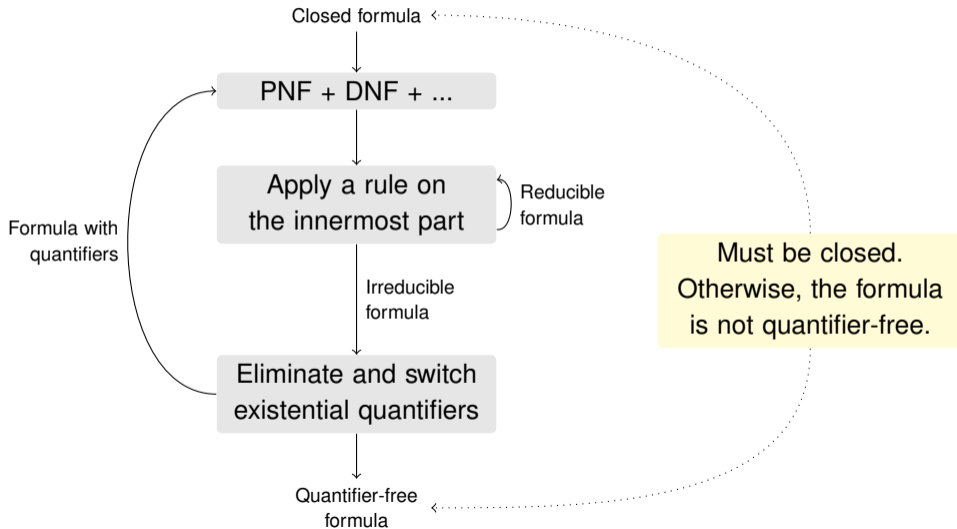 Closed formula
PNF + DNF + ...
Apply a rule on
the innermost part
Reducible
formula
Formula with
quantifiers
Must be closed.
Otherwise, the formula
is not quantifier-free.
Irreducible
formula
Eliminate and switch
existential quantifiers
Quantifier-free
formula